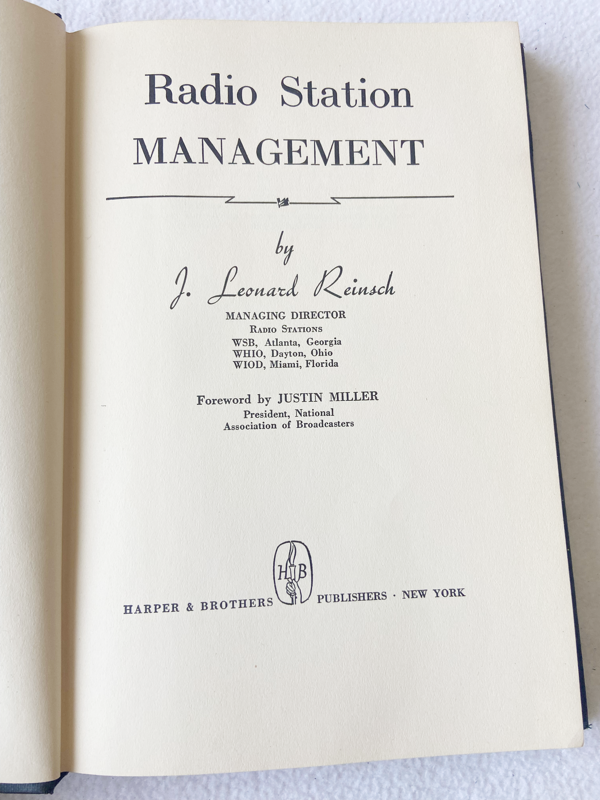 Radio Station
MANAGEMENT
by
J. Leonard Reinsch
MANAGING DIRECTOR
RADIO STATIONS
WSB, Atlanta, Georgia
WHIO, Dayton, Ohio
WIOD, Miami, Florida
Foreword by JUSTIN MILLER
President, National
Association of Broadcasters
H B
HARPER & BROTHERS PUBLISHERS · NEW YORK